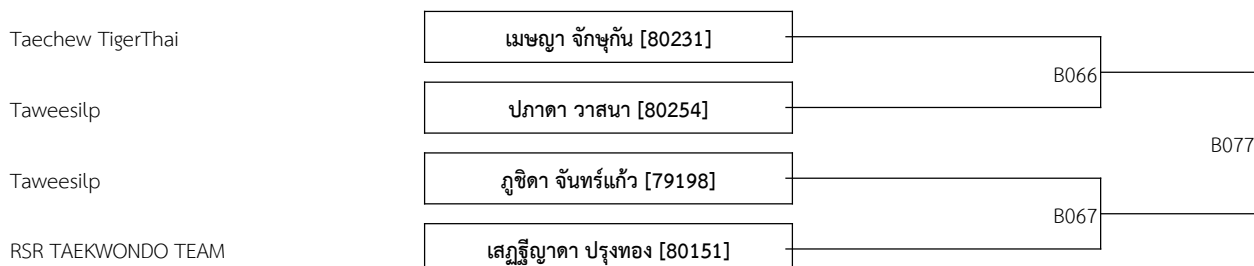 Taechew TigerThai เมษญา จักษุกัน [80231]
B066
Taweesilp ปภาดา วาสนา [80254]
B077
Taweesilp ภูชิดา จันทร์แก้ว [79198]
B067
RSR TAEKWONDO TEAM เสฏฐีญาดา ปรุงทอง [80151]